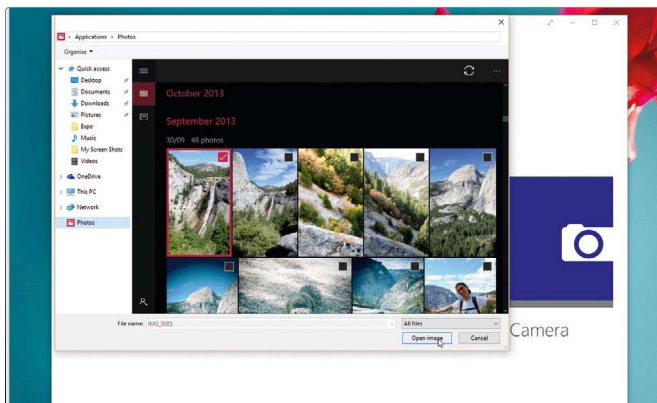 Applications › Photos
Organise
Quick access
Desktop
Documents
Downloads
Pictures
Expo
Music
My Screen Shots
Videos
OneDrive
This PC
Network
Photos
October 2013
September 2013
30/09 48 photos
File name: IMG_0083
All files
Open image
Cancel
Camera